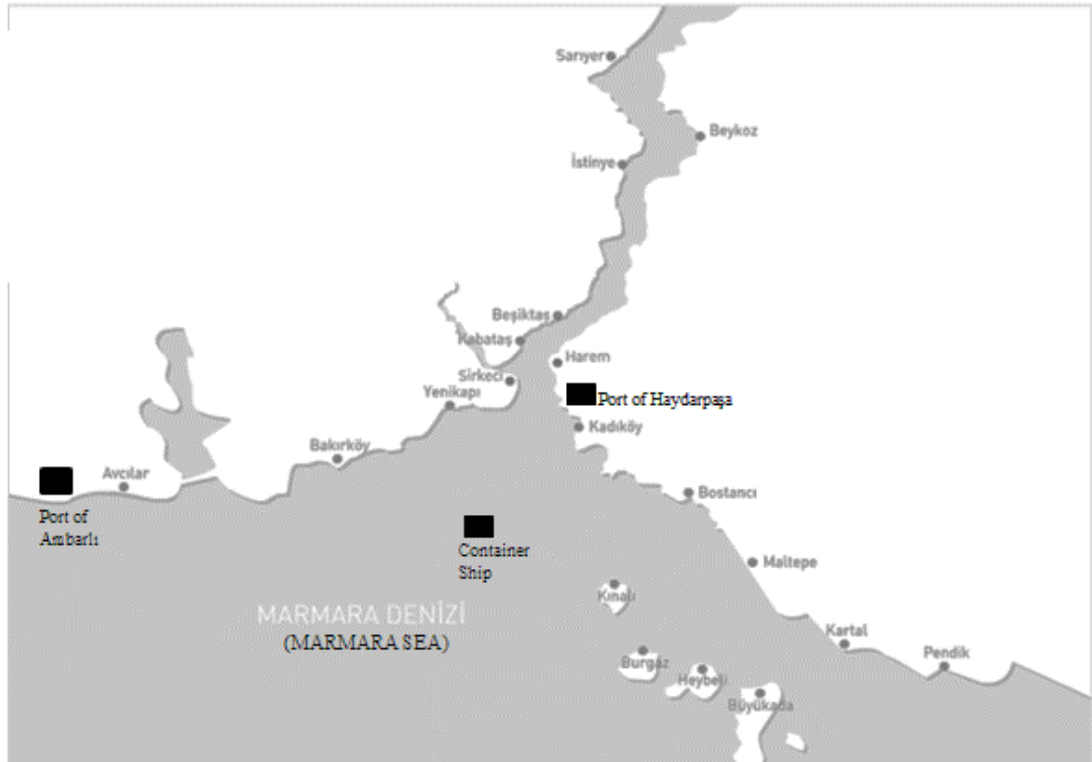 Sarıyer
Beykoz
İstinye
Beşiktaş
Kabataş
Harem
Sirkeci
Yenikapı
Port of Haydarpaşa
Kadıköy
Bakırköy
Avcılar
Bostancı
Port of
Ambarlı
Container
Ship
Maltepe
Kınalı
MARMARA DENİZİ
(MARMARA SEA)
Kartal
Pendik
Burgaz
Heybeli
Büyükada